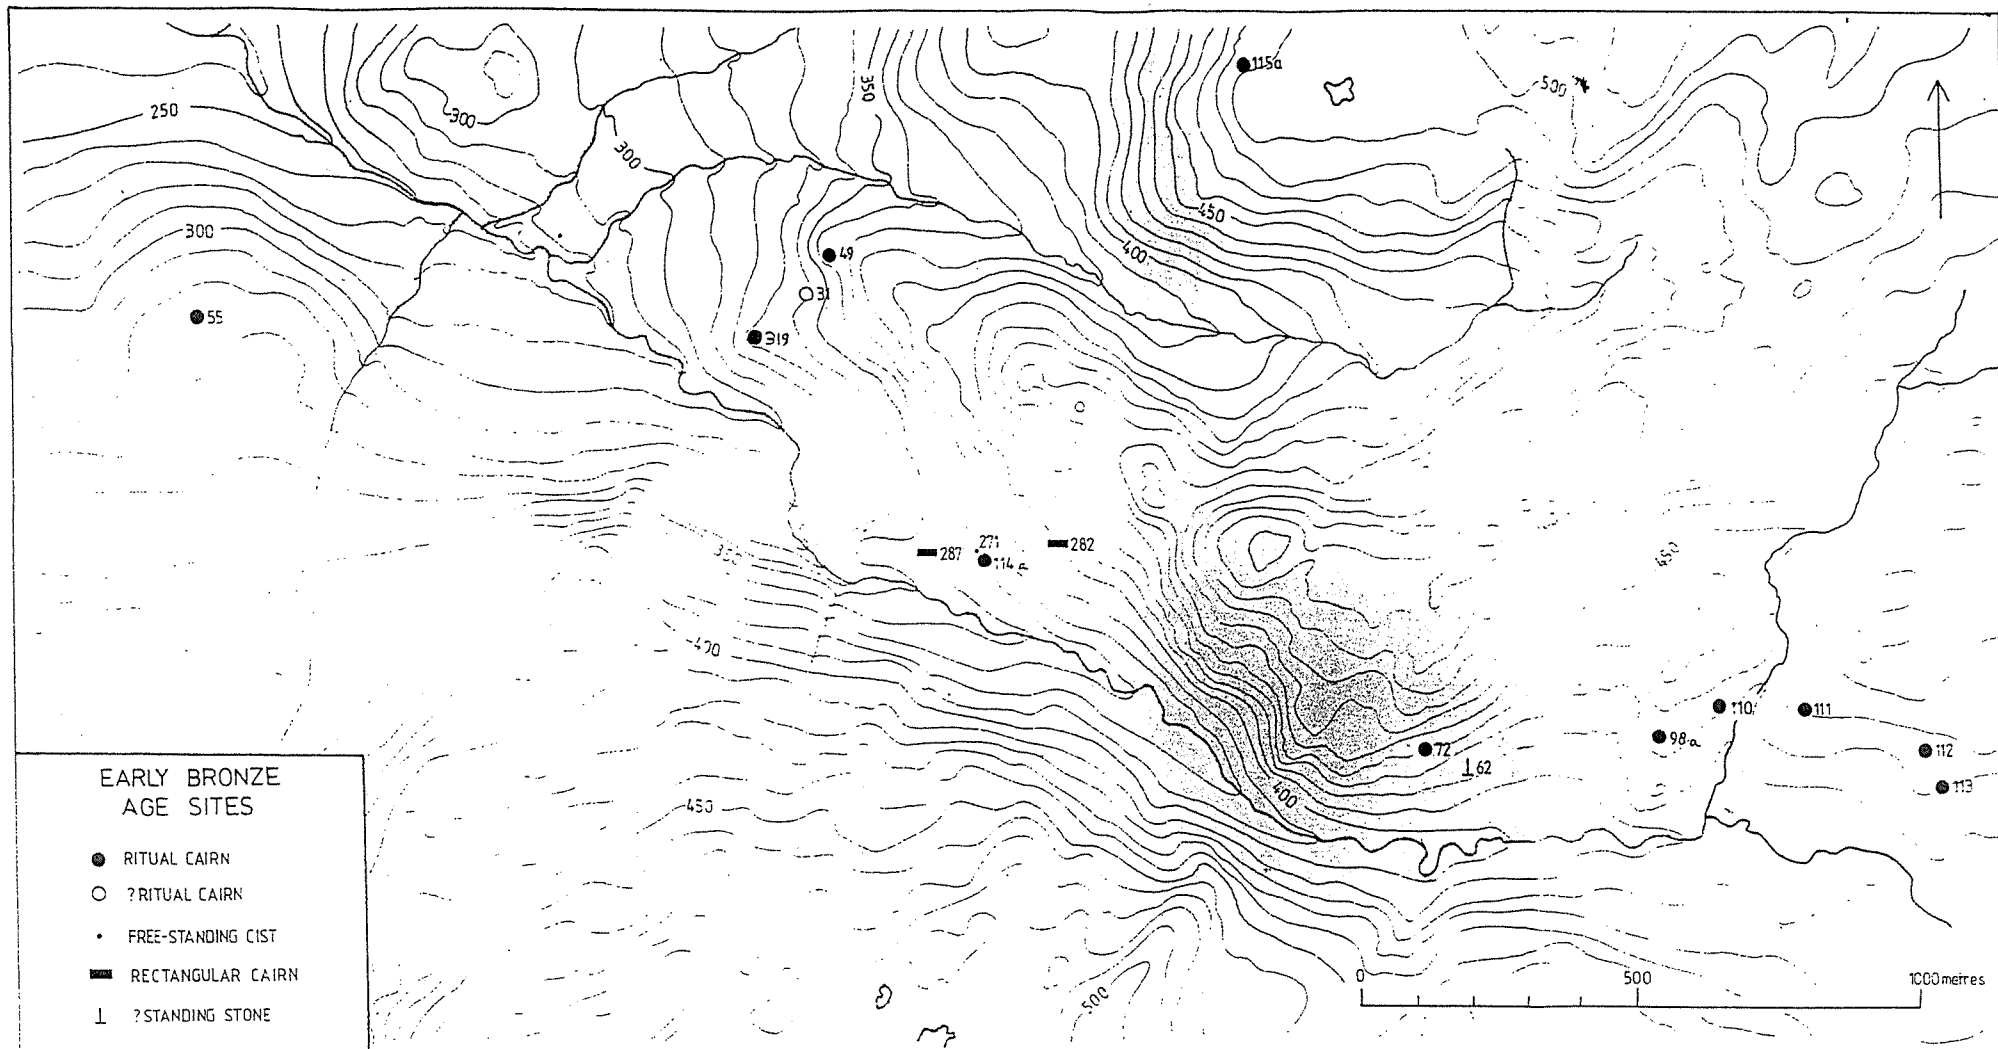 115a
350
500
250
300
300
450
300
49
400
31
55
319
271
287
282
114a
450
400
110
111
98a
72
112
62
113
EARLY BRONZE
AGE SITES
400
450
RITUAL CAIRN
?RITUAL CAIRN
FREE-STANDING CIST
RECTANGULAR CAIRN
0
500
1000 metres
500
?STANDING STONE